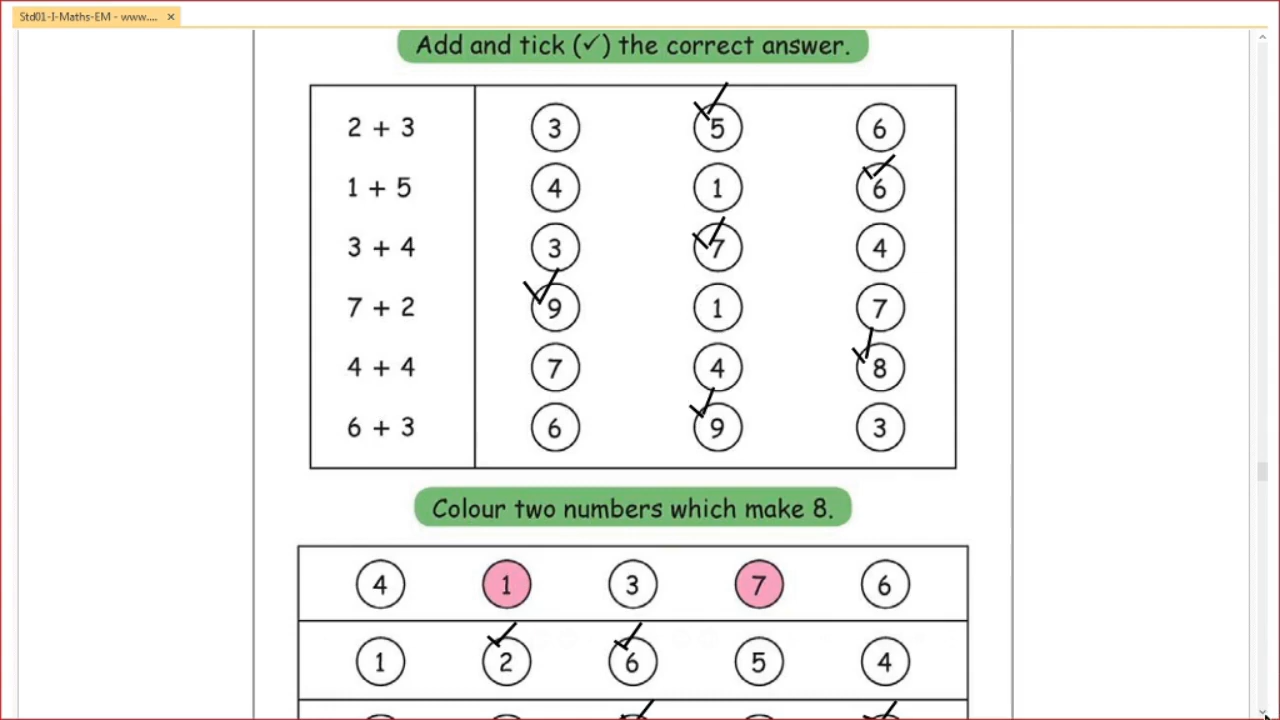 Std01-I-Maths-EM - www.... ×
Add and tick (✓) the correct answer.
2 + 3 3 5 6
1 + 5 4 1 6
3 + 4 3 7 4
7 + 2 9 1 7
4 + 4 7 4 8
6 + 3 6 9 3
Colour two numbers which make 8.
4 1 3 7 6
1 2 6 5 4